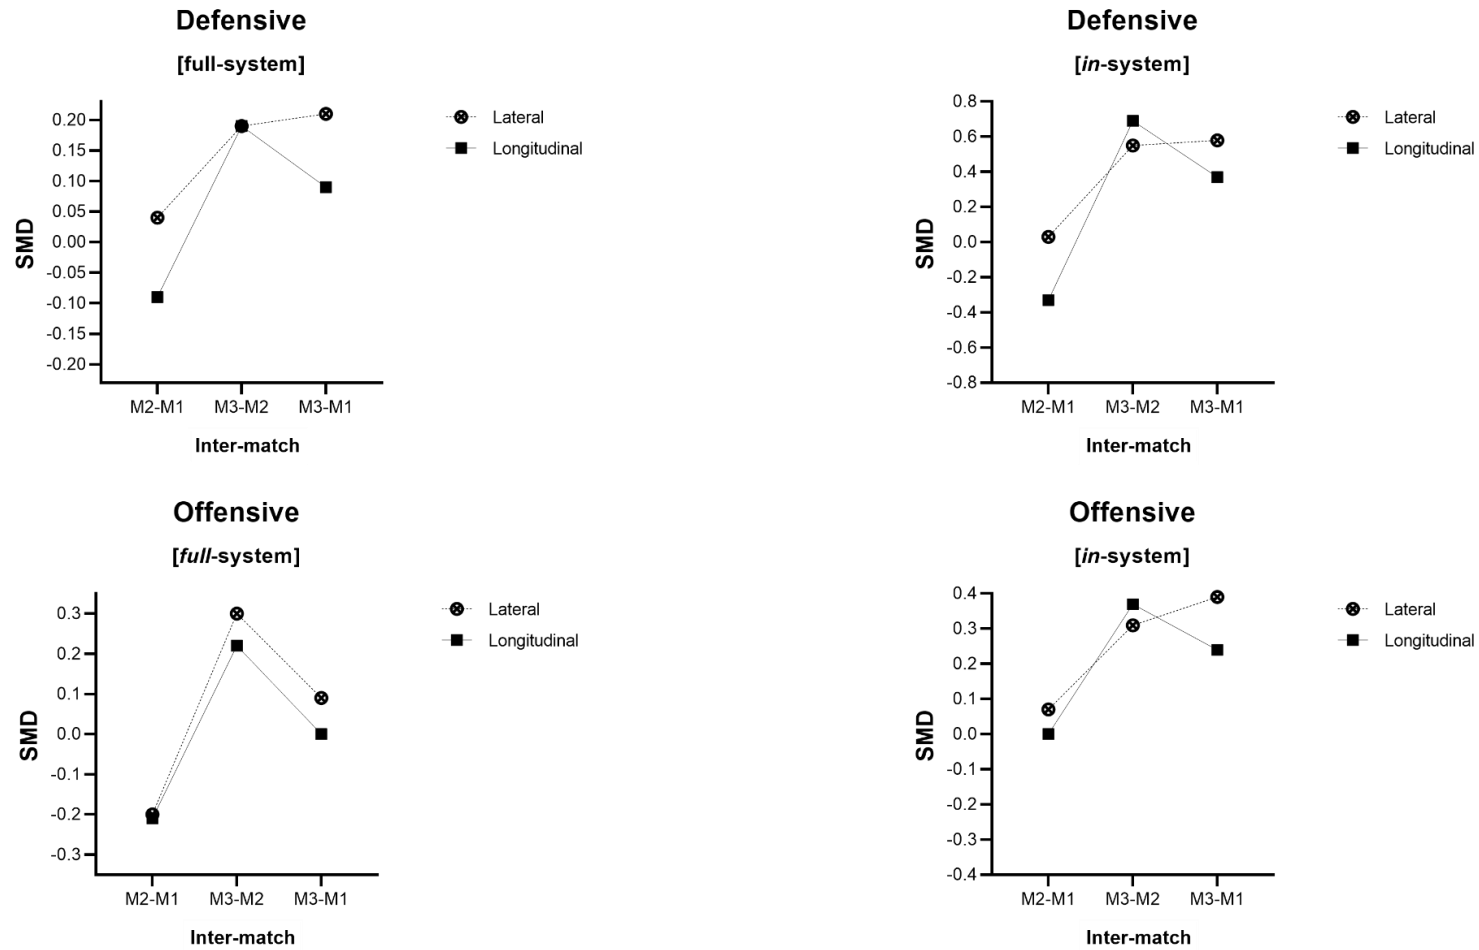 Defensive
[full-system]
0.20
0.15
0.10
0.05
0.00
-0.05
-0.10
-0.15
-0.20
SMD
M2-M1 M3-M2 M3-M1
Inter-match
Lateral
Longitudinal
Defensive
[in-system]
0.8
0.6
0.4
0.2
0.0
-0.2
-0.4
-0.6
-0.8
SMD
M2-M1 M3-M2 M3-M1
Inter-match
Lateral
Longitudinal
Offensive
[full-system]
0.3
0.2
0.1
0.0
-0.1
-0.2
-0.3
SMD
M2-M1 M3-M2 M3-M1
Inter-match
Lateral
Longitudinal
Offensive
[in-system]
0.4
0.3
0.2
0.1
0.0
-0.1
-0.2
-0.3
-0.4
SMD
M2-M1 M3-M2 M3-M1
Inter-match
Lateral
Longitudinal